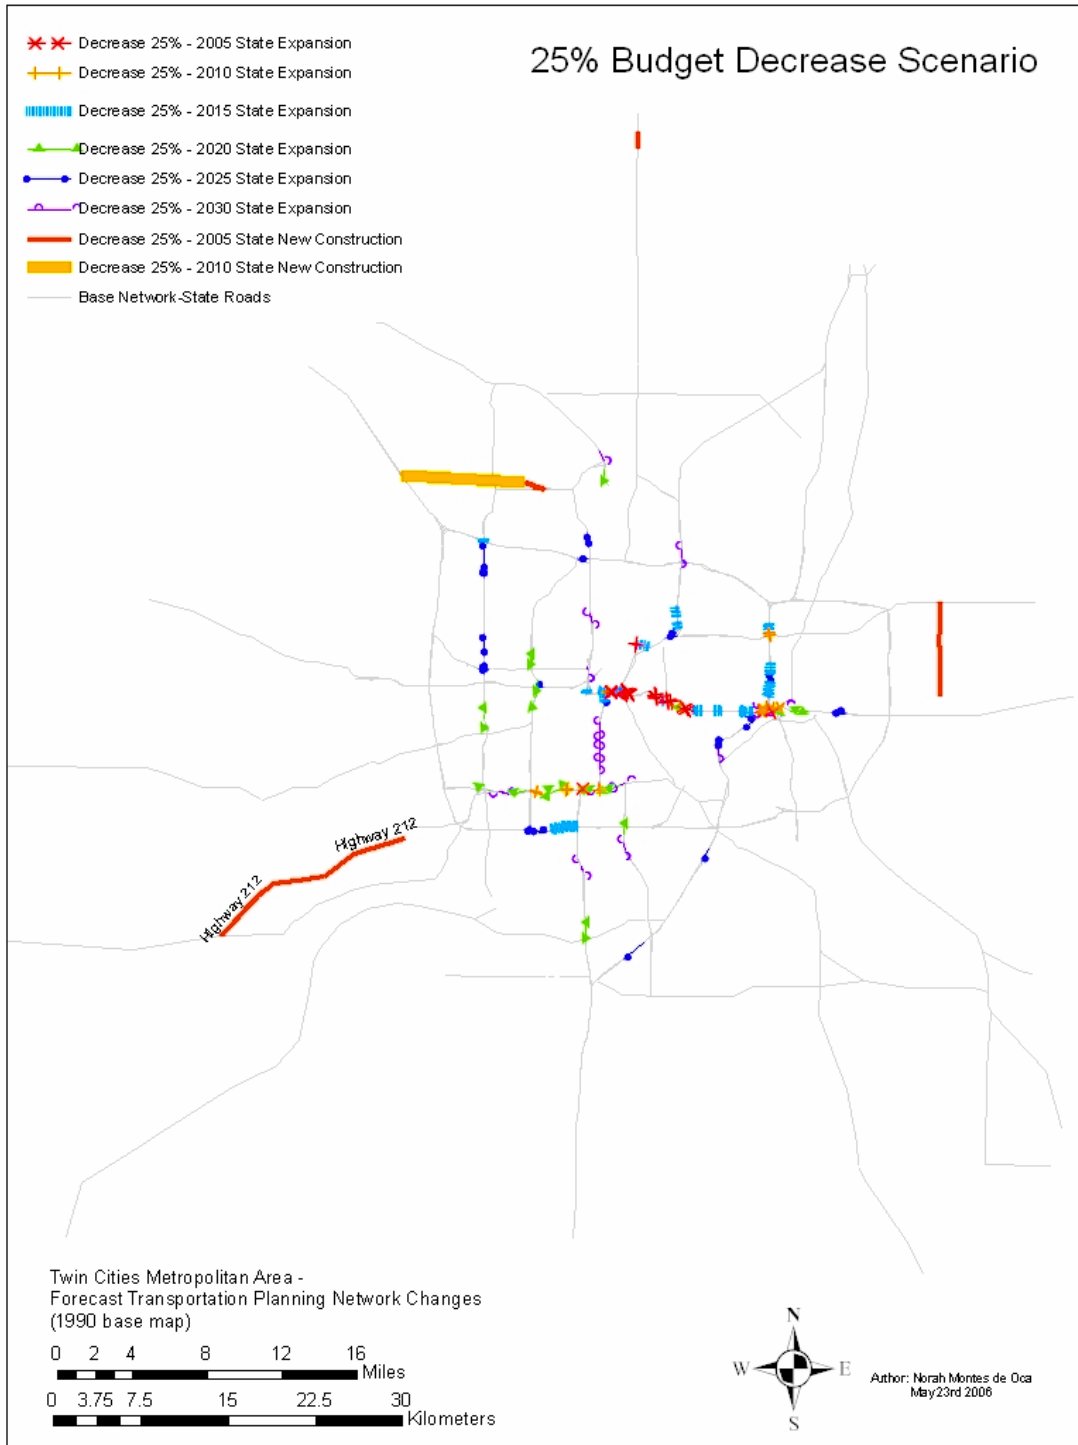 25% Budget Decrease Scenario
Decrease 25% - 2005 State Expansion
Decrease 25% - 2010 State Expansion
Decrease 25% - 2015 State Expansion
Decrease 25% - 2020 State Expansion
Decrease 25% - 2025 State Expansion
Decrease 25% - 2030 State Expansion
Decrease 25% - 2005 State New Construction
Decrease 25% - 2010 State New Construction
Base Network-State Roads
Highway 212
Highway 212
Twin Cities Metropolitan Area -
Forecast Transportation Planning Network Changes
(1990 base map)
0 2 4 8 12 16
Miles
0 3.75 7.5 15 22.5 30
Kilometers
N
W E
S
Author: Norah Montes de Oca
May 23rd 2006